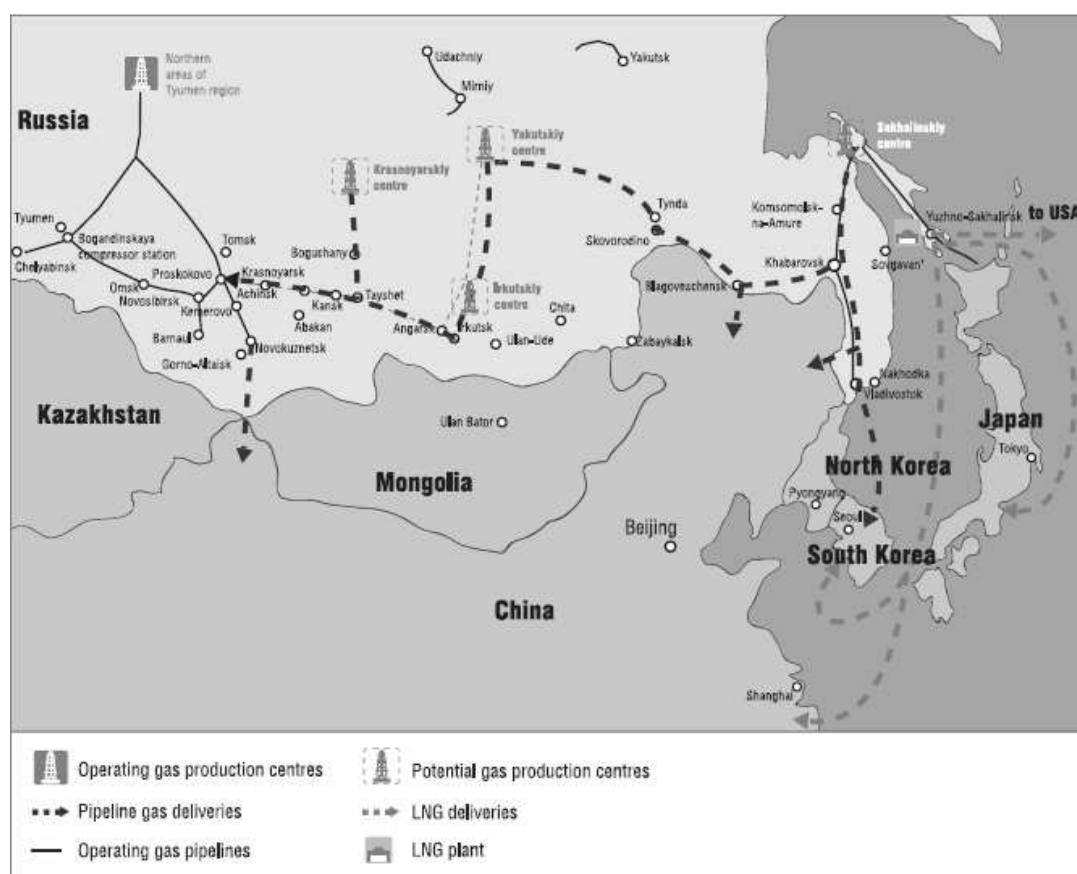 Northern
areas of
Tyumen region
Udachniy
Mirniy
Yakutsk
Russia
Yakutskiy
centre
Krasnoyarskiy
centre
Sakhalinskiy
centre
Tyumen
Bogandinskaya
compressor station
Chelyabinsk
Tomsk
Proskokovo
Krasnoyarsk
Achinsk
Omsk
Novosibirsk
Kemerovo
Kansk
Boguchany
Tayshet
Abakan
Barnaul
Novokuznetsk
Gorno-Altaisk
Angarsk
Irkutsk
Irkutskiy
centre
Ulan-Ude
Chita
Zabaykalsk
Tynda
Skovorodino
Blagoveschensk
Komsomolsk-
na-Amure
Khabarovsk
Sovgavan'
Yuzhno-Sakhalinsk
to USA
Nakhodka
Vladivostok
Kazakhstan
Ulan Bator
Mongolia
Japan
Tokyo
North Korea
Pyongyang
Seoul
South Korea
Beijing
China
Shanghai
Operating gas production centres
Potential gas production centres
Pipeline gas deliveries
LNG deliveries
Operating gas pipelines
LNG plant